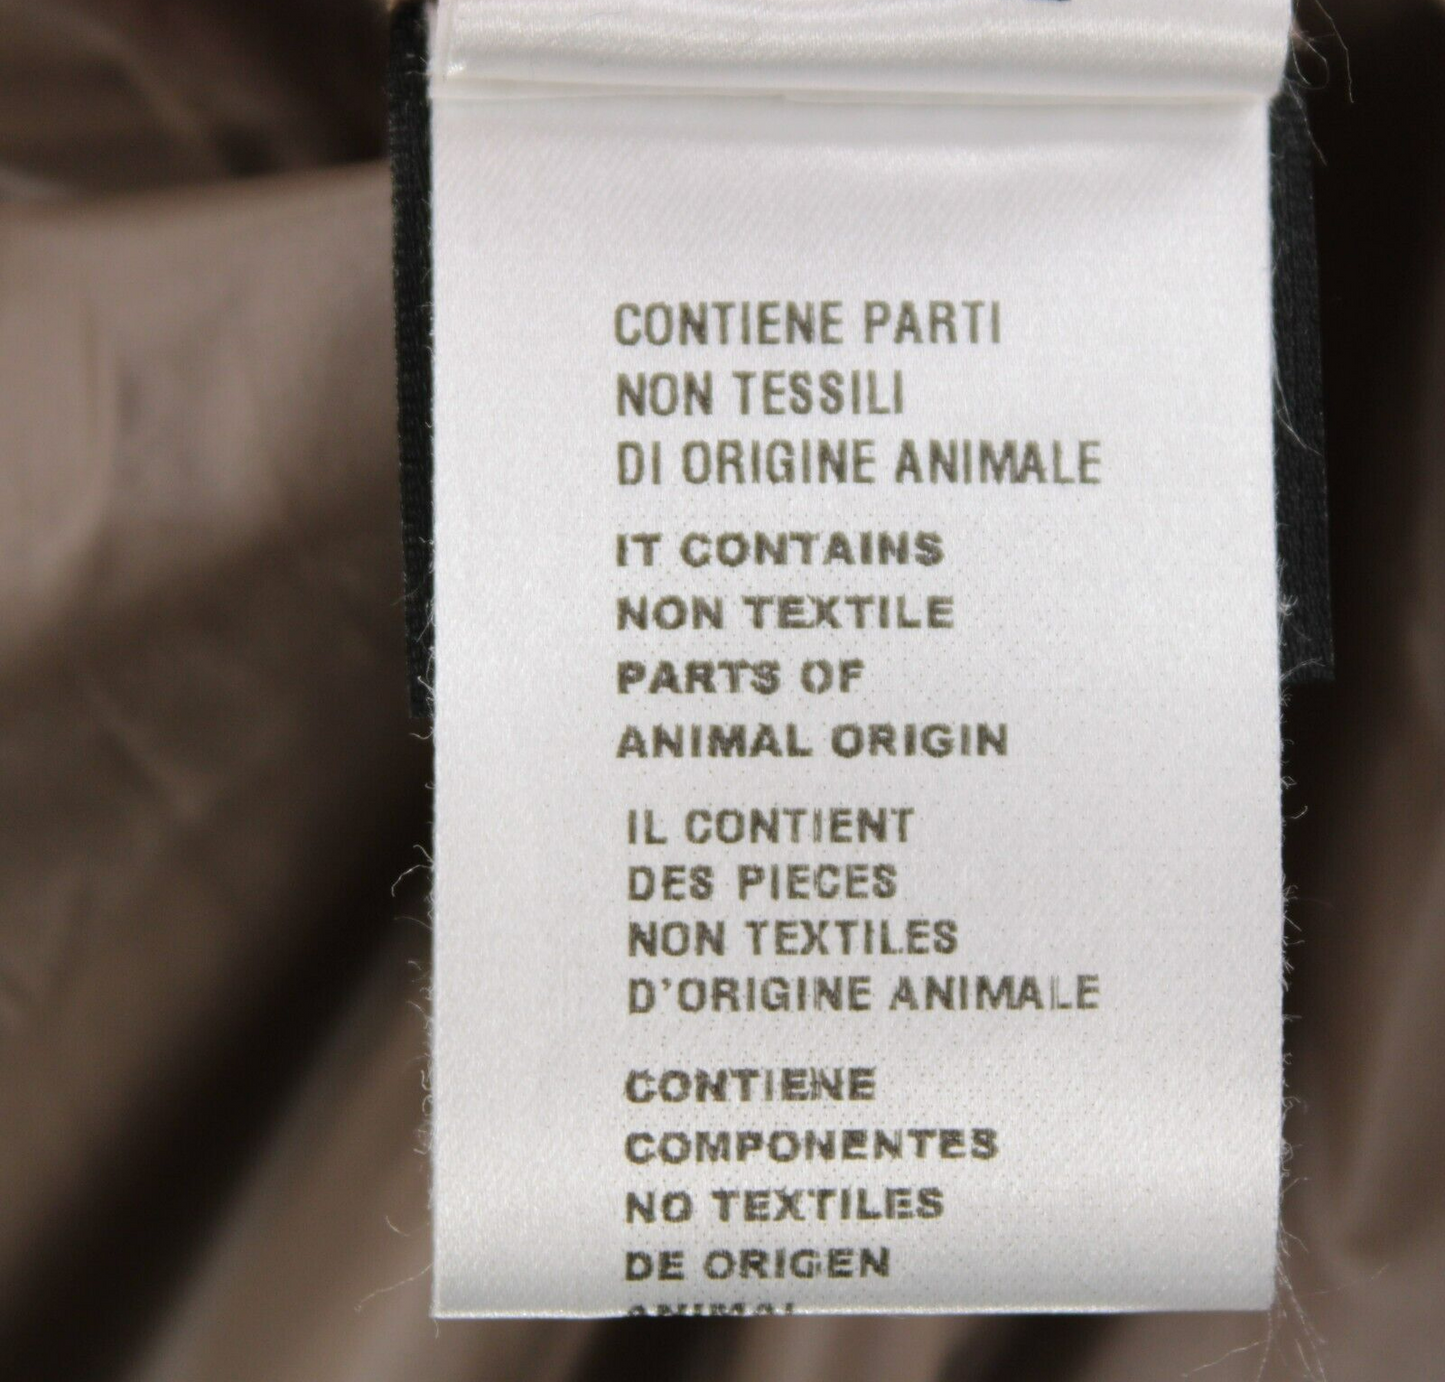 CONTIENE PARTI
NON TESSILI
DI ORIGINE ANIMALE
IT CONTAINS
NON TEXTILE
PARTS OF
ANIMAL ORIGIN
IL CONTIENT
DES PIECES
NON TEXTILES
D'ORIGINE ANIMALE
CONTIENE
COMPONENTES
NO TEXTILES
DE ORIGEN
ANIMAL